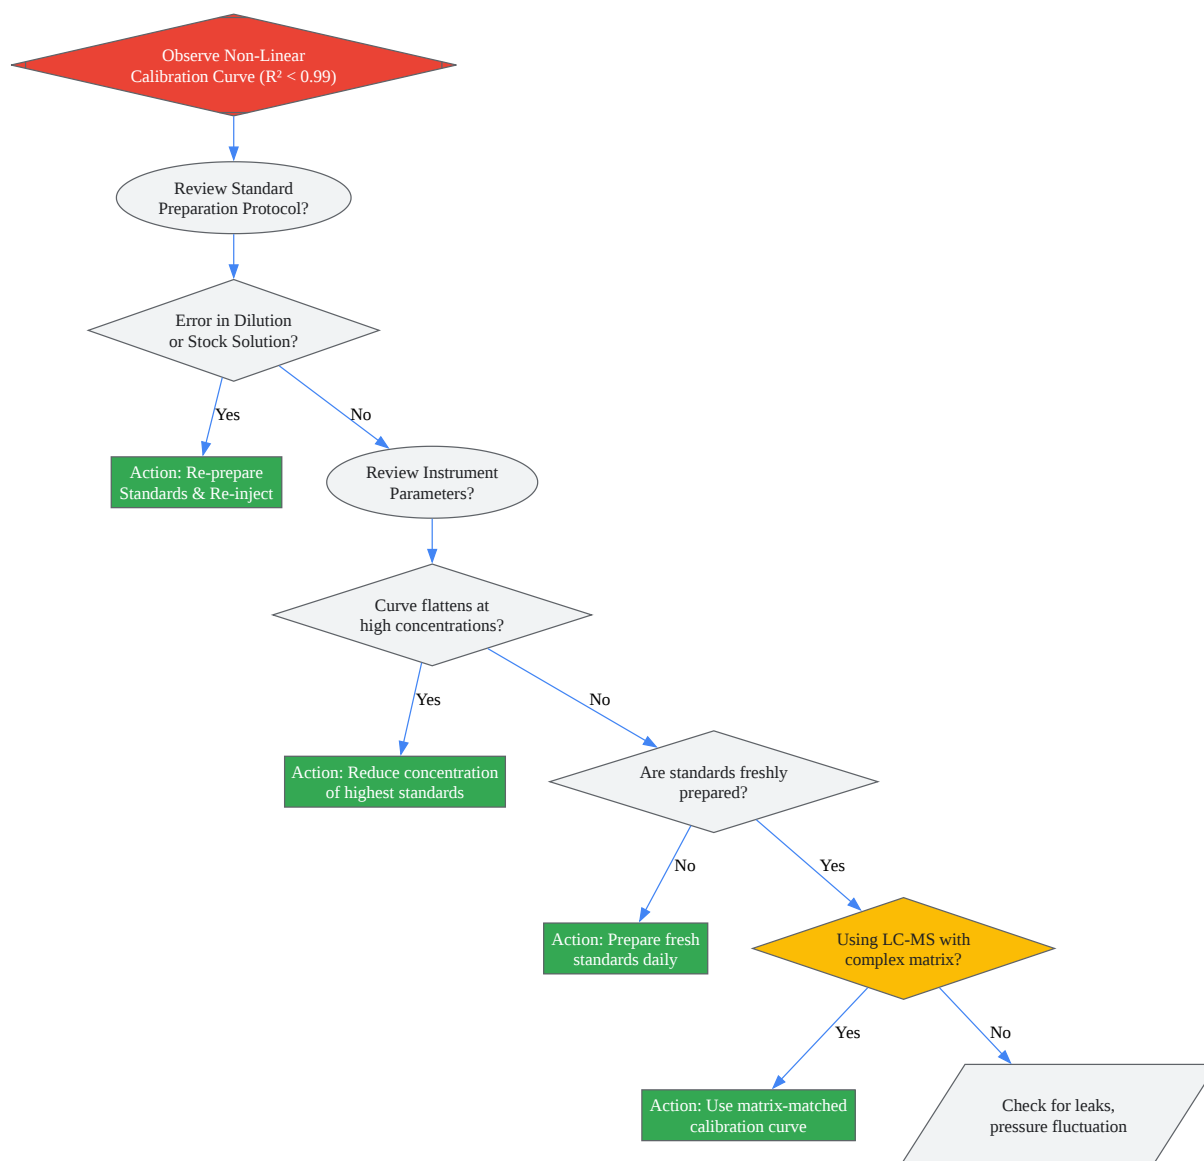 Observe Non-Linear
Calibration Curve (R² < 0.99)
Review Standard
Preparation Protocol?
Error in Dilution
or Stock Solution?
Yes
No
Action: Re-prepare
Standards & Re-inject
Review Instrument
Parameters?
Curve flattens at
high concentrations?
Yes
No
Action: Reduce concentration
of highest standards
Are standards freshly
prepared?
No
Yes
Action: Prepare fresh
standards daily
Using LC-MS with
complex matrix?
Yes
No
Action: Use matrix-matched
calibration curve
Check for leaks,
pressure fluctuation